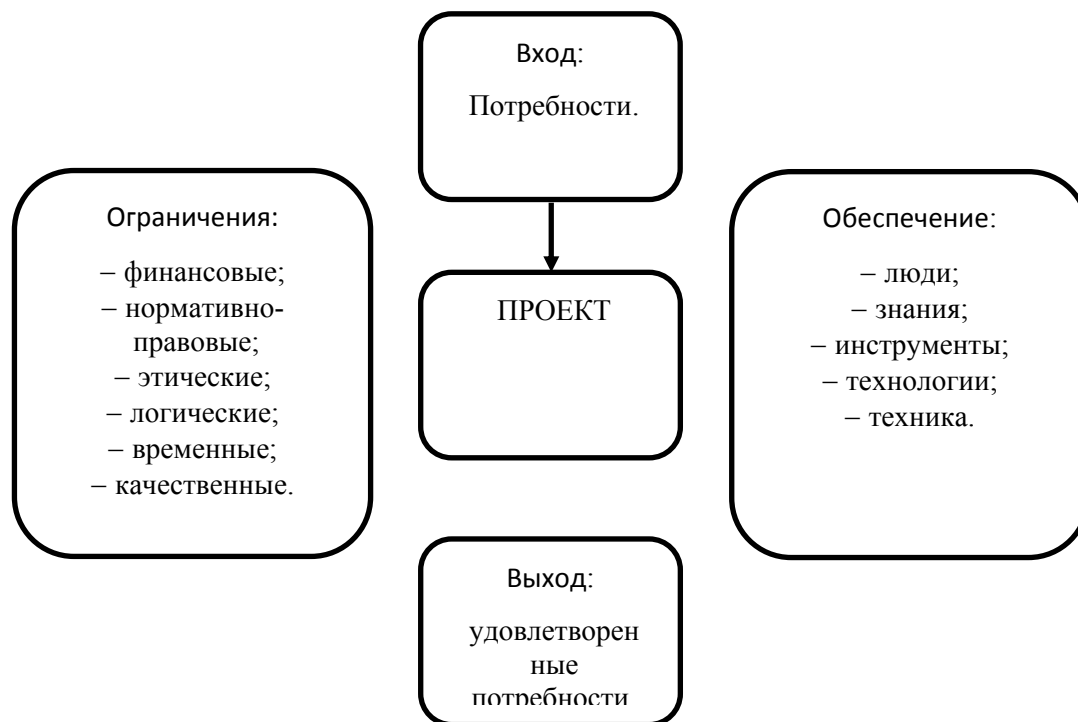 Вход:
Потребности.
Ограничения:
– финансовые;
– нормативно-
правовые;
– этические;
– логические;
– временные;
– качественные.
ПРОЕКТ
Обеспечение:
– люди;
– знания;
– инструменты;
– технологии;
– техника.
Выход:
удовлетворен
ные
потребности